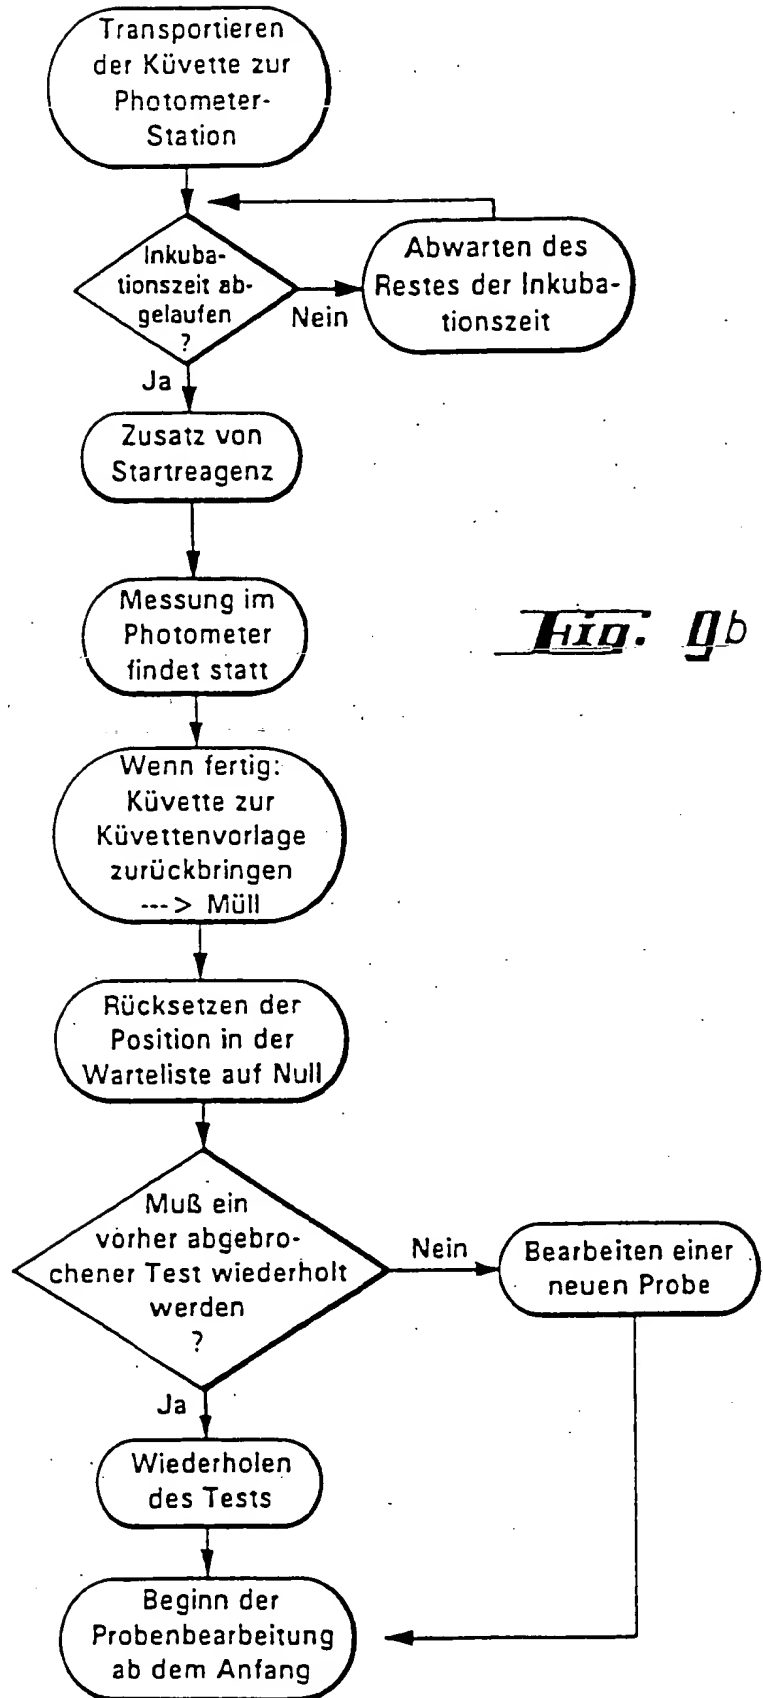 Transportieren
der Küvette zur
Photometer-
Station
Inkuba-
tionszeit ab-
gelaufen
?
Nein
Abwarten des
Restes der Inkuba-
tionszeit
Ja
Zusatz von
Startreagenz
Messung im
Photometer
findet statt
Fig. 9b
Wenn fertig:
Küvette zur
Küvettenvorlage
zurückbringen
---> Müll
Rücksetzen der
Position in der
Warteliste auf Null
Muß ein
vorher abgebro-
chener Test wiederholt
werden
?
Nein
Bearbeiten einer
neuen Probe
Ja
Wiederholen
des Tests
Beginn der
Probenbearbeitung
ab dem Anfang